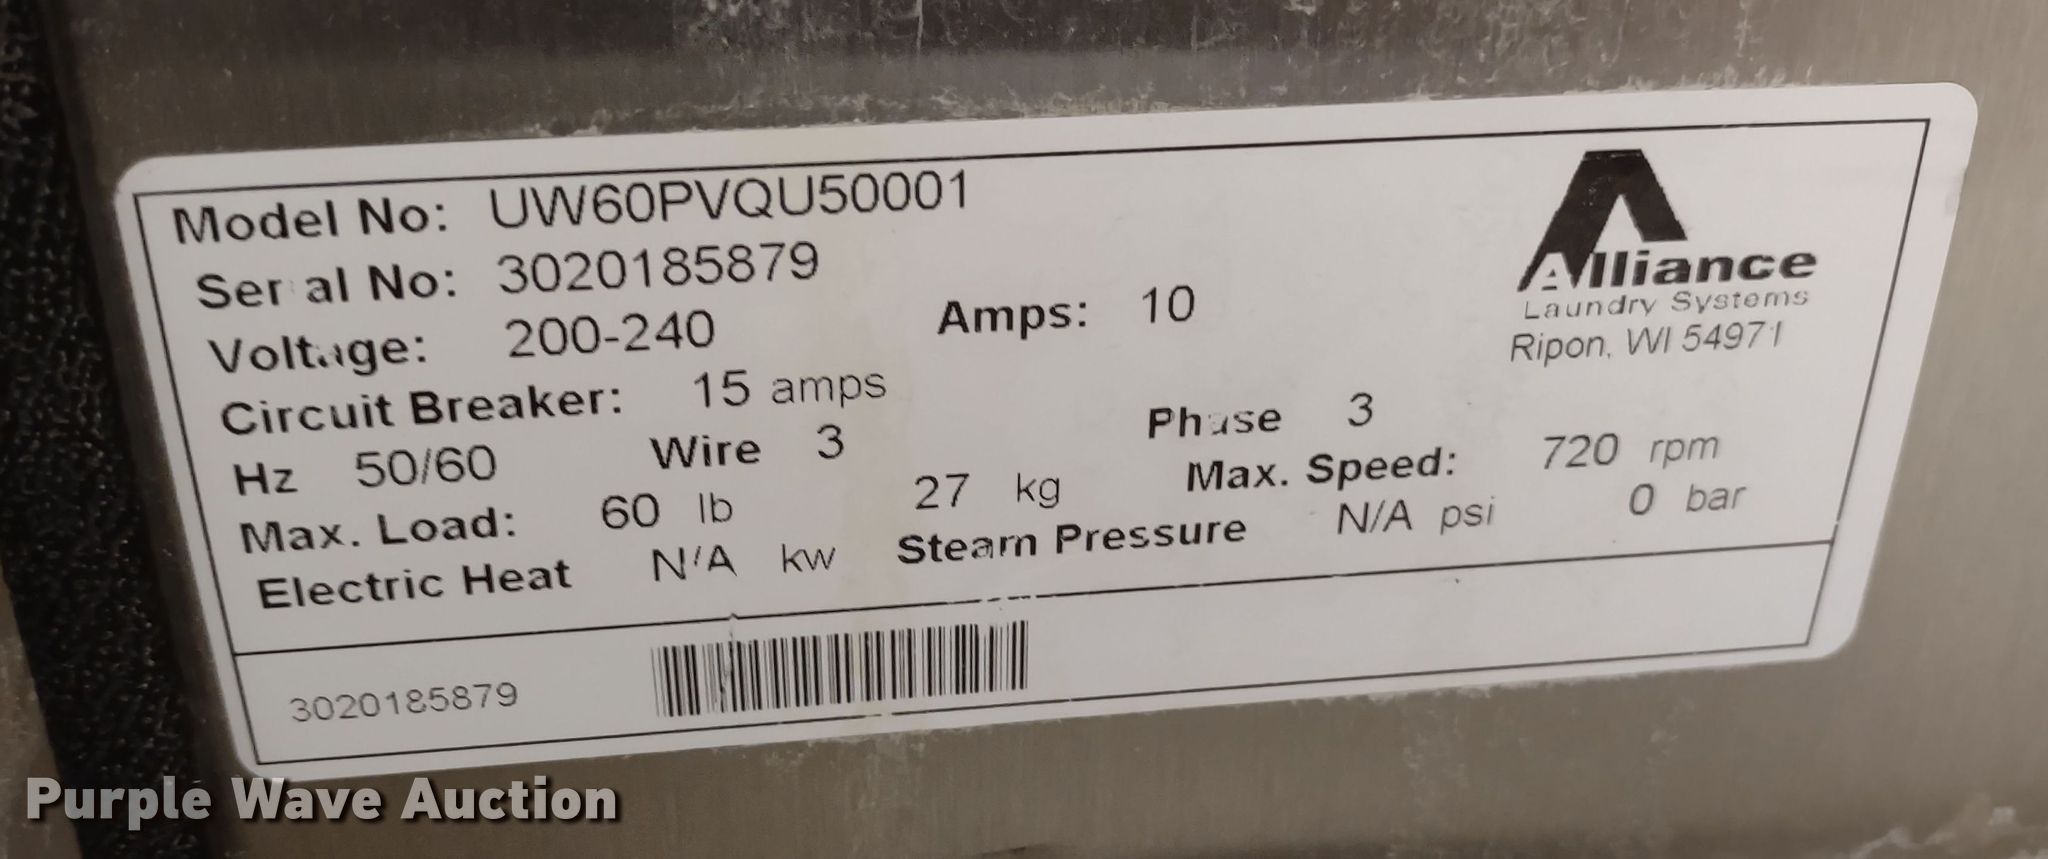 Model No: UW60PVQU50001
Serial No: 3020185879
Voltage: 200-240 Amps: 10
Alliance
Laundry Systems
Ripon, WI 54971
Circuit Breaker: 15 amps
Hz 50/60 Wire 3 Phase 3
Max. Load: 60 lb 27 kg Max. Speed: 720 rpm
Electric Heat N/A kw Steam Pressure N/A psi 0 bar
3020185879
Purple Wave Auction